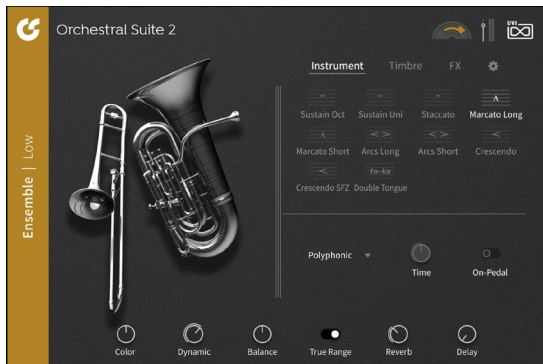 Orchestral Suite 2
UVI
Instrument Timbre FX
Sustain Oct Sustain Uni Staccato Marcato Long
Marcato Short Arcs Long Arcs Short Crescendo
tu-ku
Crescendo SFZ Double Tongue
Ensemble | Low
Polyphonic
Time On-Pedal
Color Dynamic Balance True Range Reverb Delay